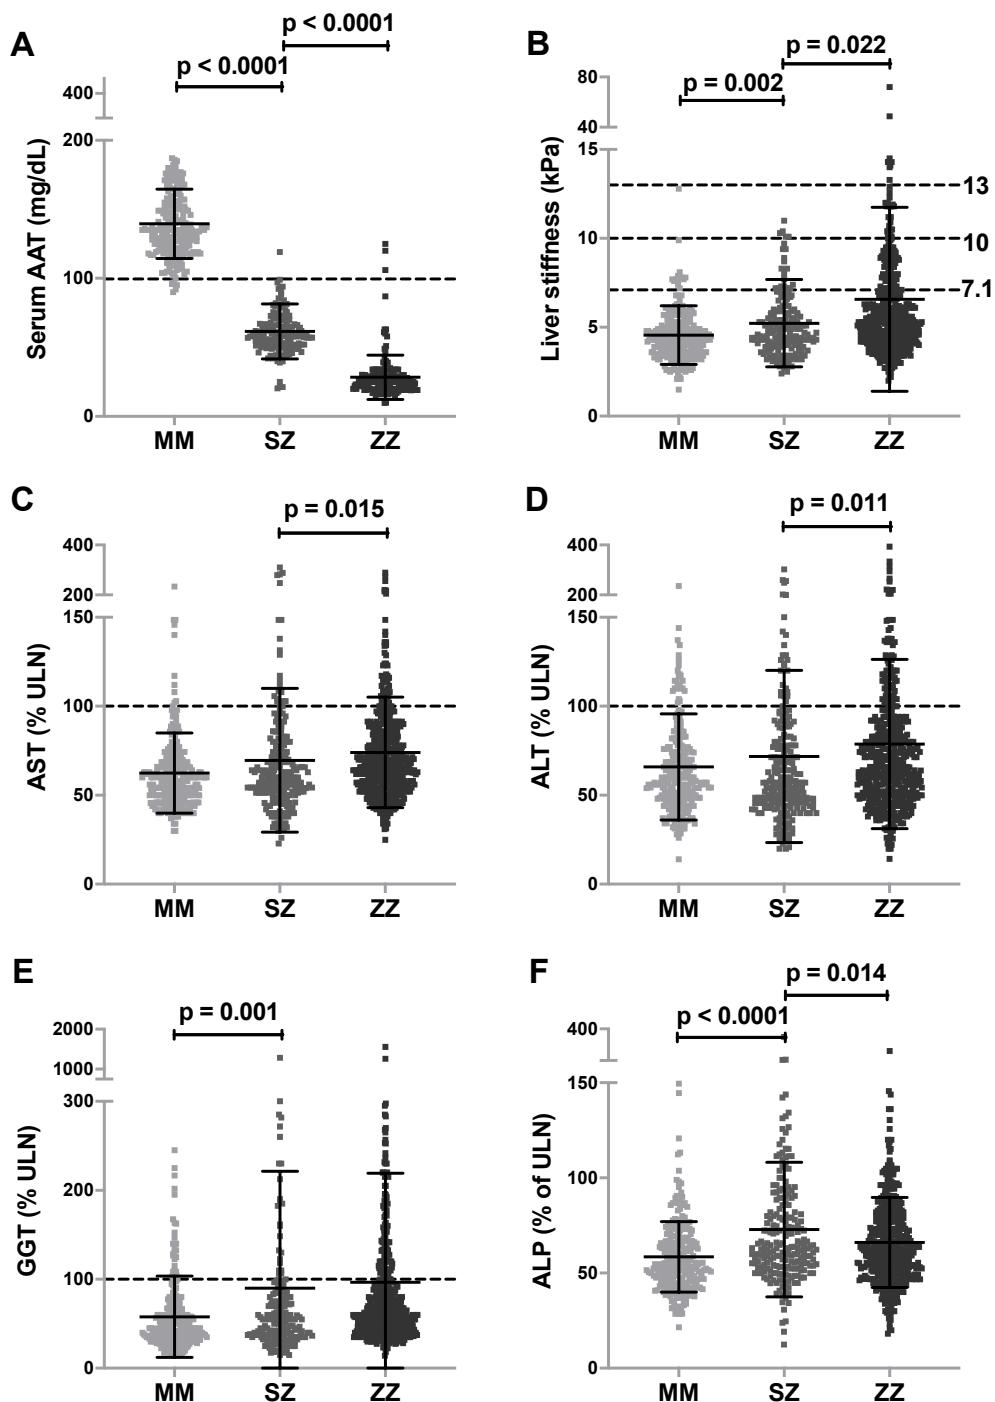 A
p < 0.0001
p < 0.0001
Serum AAT (mg/dL)
400
200
100
0
MM SZ ZZ
B
p = 0.022
p = 0.002
Liver stiffness (kPa)
80
40
15
10
5
0
13
10
7.1
MM SZ ZZ
C
p = 0.015
AST (% ULN)
400
200
150
100
50
0
MM SZ ZZ
D
p = 0.011
ALT (% ULN)
400
200
150
100
50
0
MM SZ ZZ
E
p = 0.001
GGT (% ULN)
2000
1000
300
200
100
0
MM SZ ZZ
F
p = 0.014
p < 0.0001
ALP (% of ULN)
400
150
100
50
0
MM SZ ZZ